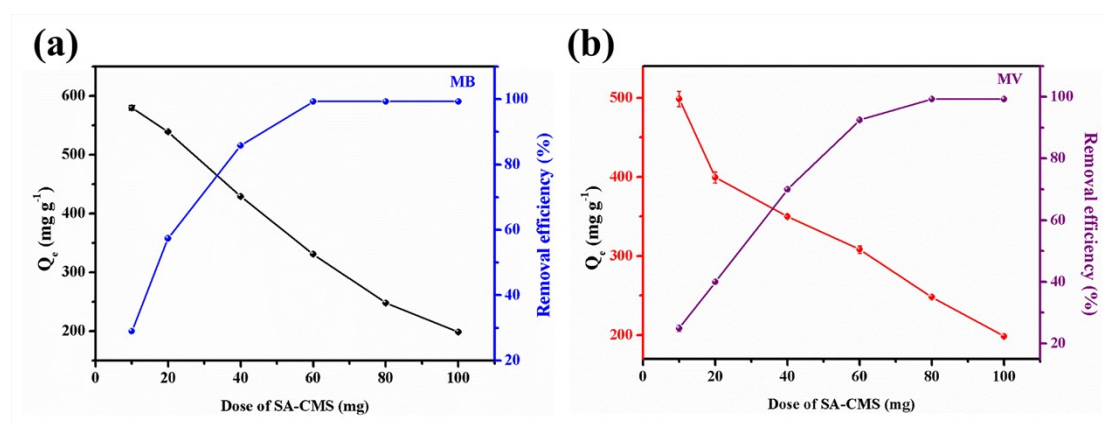 (a)
MB
600
500
400
300
200
Qe (mg g-1)
100
80
60
40
20
Removal efficiency (%)
0 20 40 60 80 100
Dose of SA-CMS (mg)
(b)
MV
500
400
300
200
Qe (mg g-1)
100
80
60
40
20
Removal efficiency (%)
0 20 40 60 80 100
Dose of SA-CMS (mg)